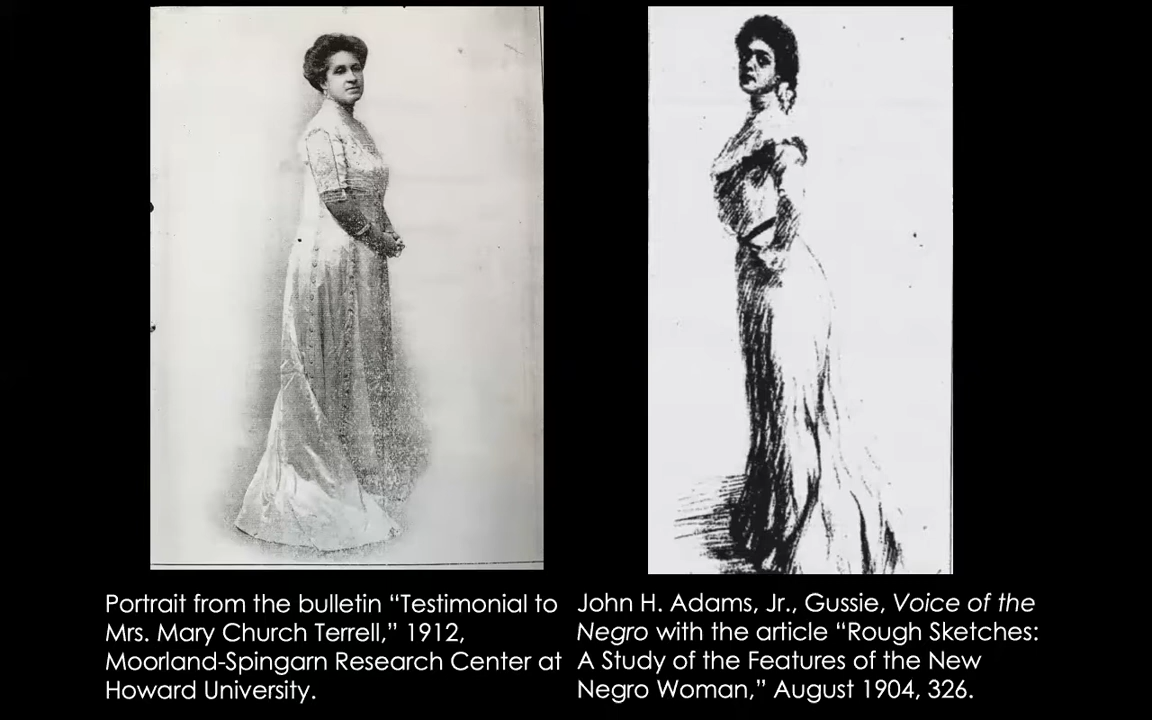 Portrait from the bulletin “Testimonial to
Mrs. Mary Church Terrell,” 1912,
Moorland-Spingarn Research Center at
Howard University.
John H. Adams, Jr., Gussie, Voice of the
Negro with the article “Rough Sketches:
A Study of the Features of the New
Negro Woman,” August 1904, 326.